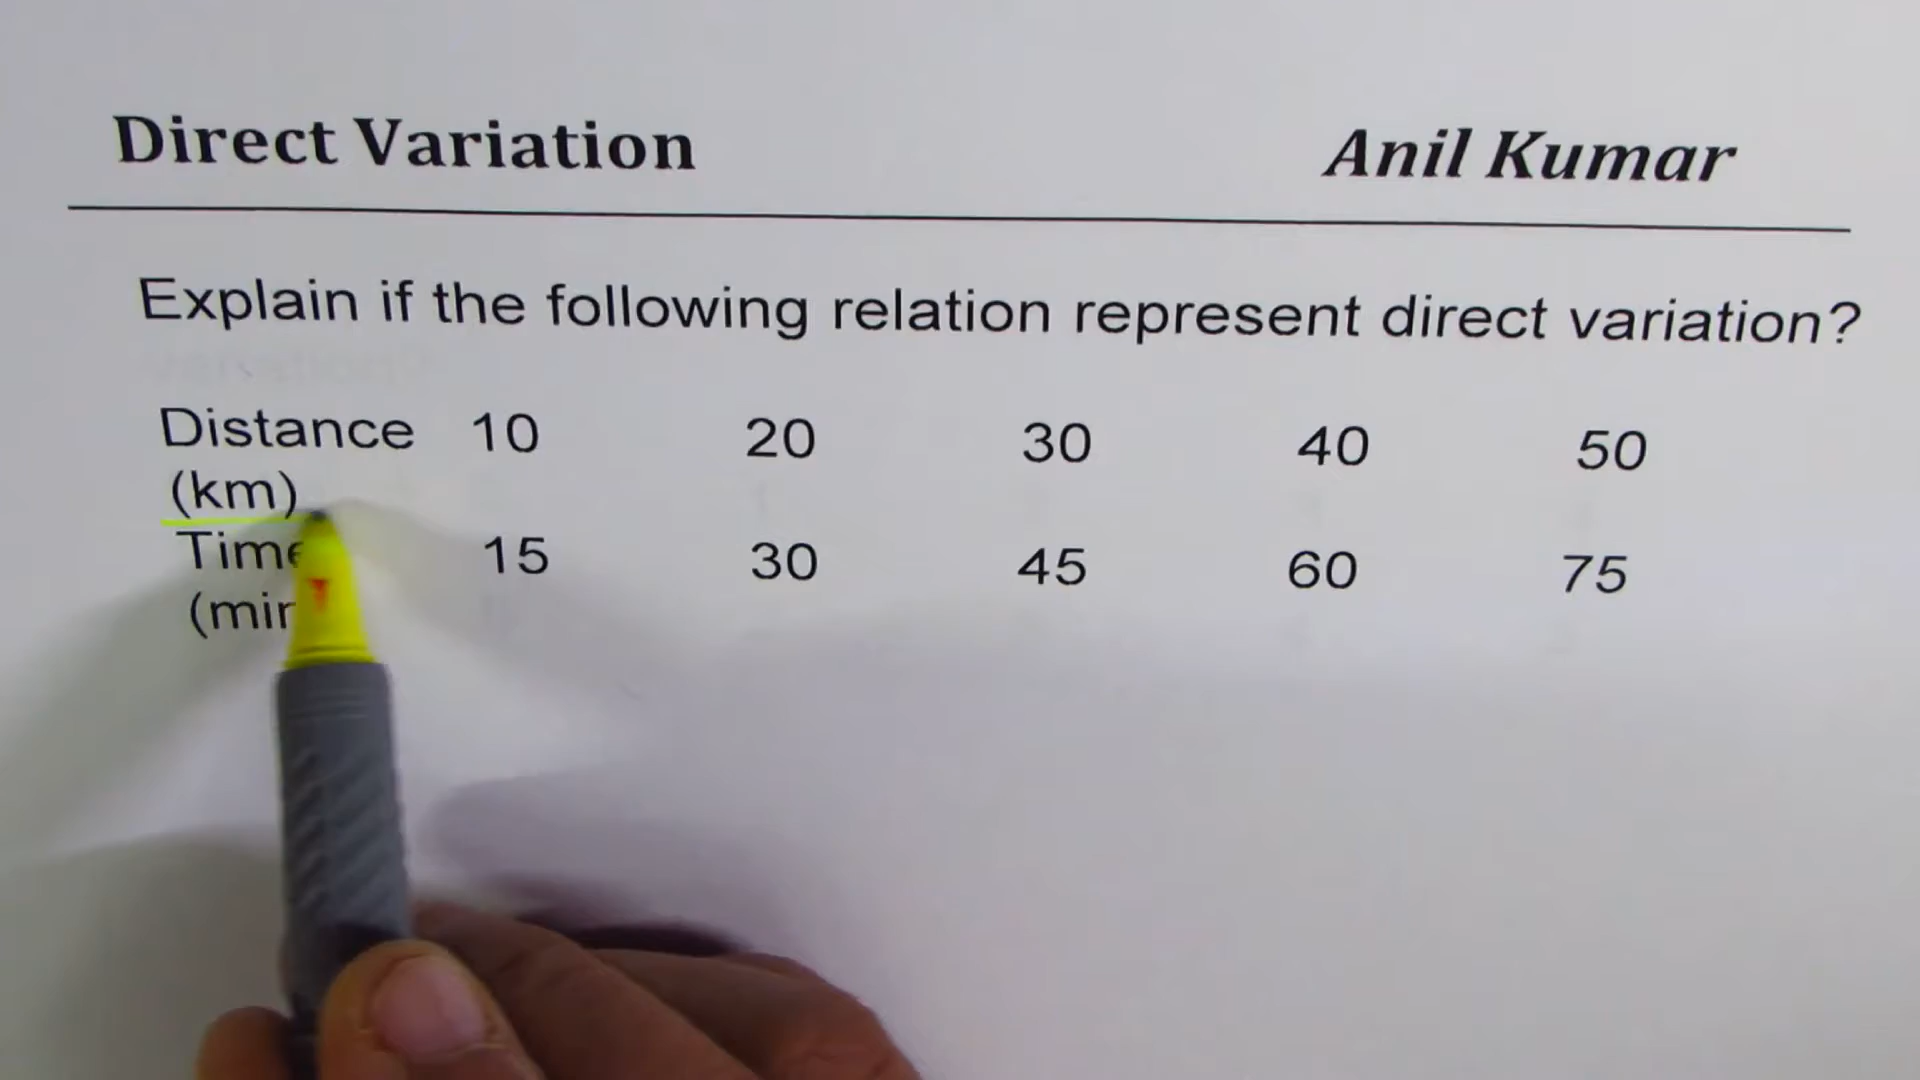 Direct Variation Anil Kumar
Explain if the following relation represent direct variation?
Distance 10 20 30 40 50
(km)
Time 15 30 45 60 75